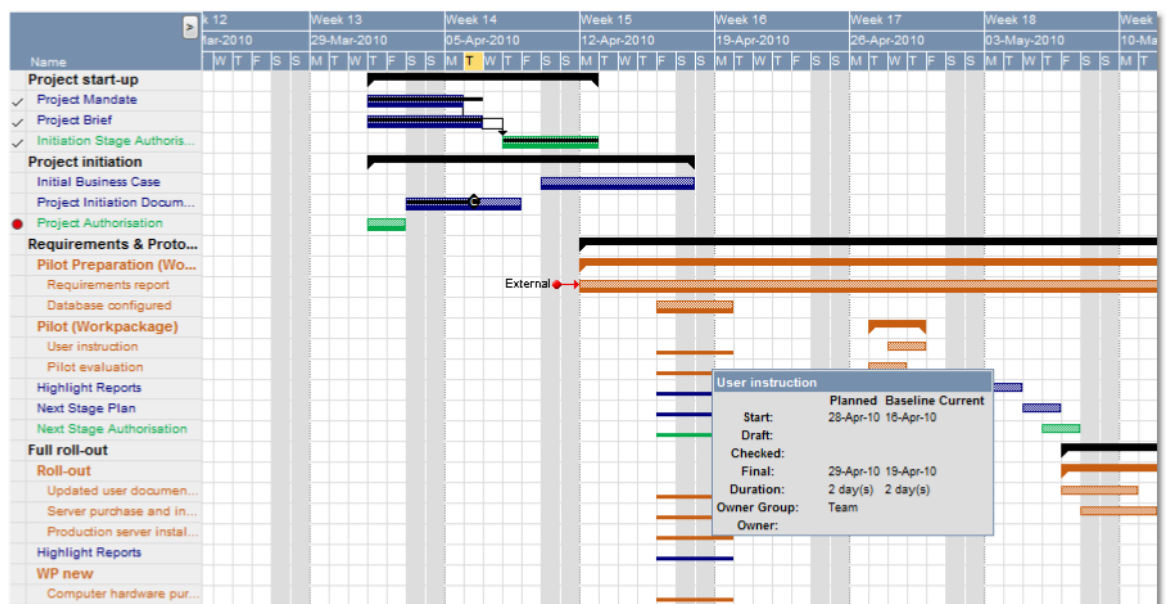 > k 12 Week 13 Week 14 Week 15 Week 16 Week 17 Week 18 Week
Mar-2010 29-Mar-2010 05-Apr-2010 12-Apr-2010 19-Apr-2010 26-Apr-2010 03-May-2010 10-Ma
Name W T F S S M T W T F S S M T W T F S S M T W T F S S M T W T F S S M T W T F S S M T W T F S S M T
Project start-up
Project Mandate
Project Brief
Initiation Stage Authoris...
Project initiation
Initial Business Case
Project Initiation Docum... C
Project Authorisation
Requirements & Proto...
Pilot Preparation (Wo...
Requirements report External
Database configured
Pilot (Workpackage)
User instruction
Pilot evaluation
Highlight Reports
Next Stage Plan
Next Stage Authorisation
Full roll-out
Roll-out
Updated user documen...
Server purchase and in...
Production server instal...
Highlight Reports
WP new
Computer hardware pur...
User instruction
Planned Baseline Current
Start: 28-Apr-10 16-Apr-10
Draft:
Checked:
Final: 29-Apr-10 19-Apr-10
Duration: 2 day(s) 2 day(s)
Owner Group: Team
Owner: